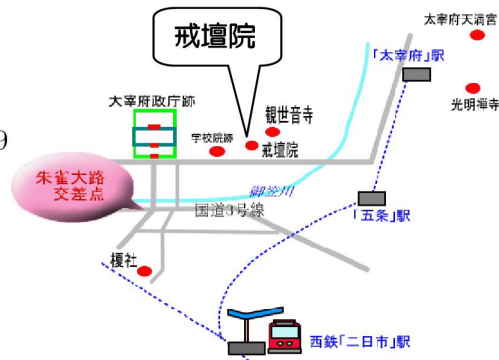 太宰府天満宮
戒壇院
「太宰府」駅
大宰府政庁跡
光明禅寺
観世音寺
学校院跡
戒壇院
9
朱雀大路
交差点
御笠川
国道3号線
「五条」駅
榎社
西鉄「二日市」駅